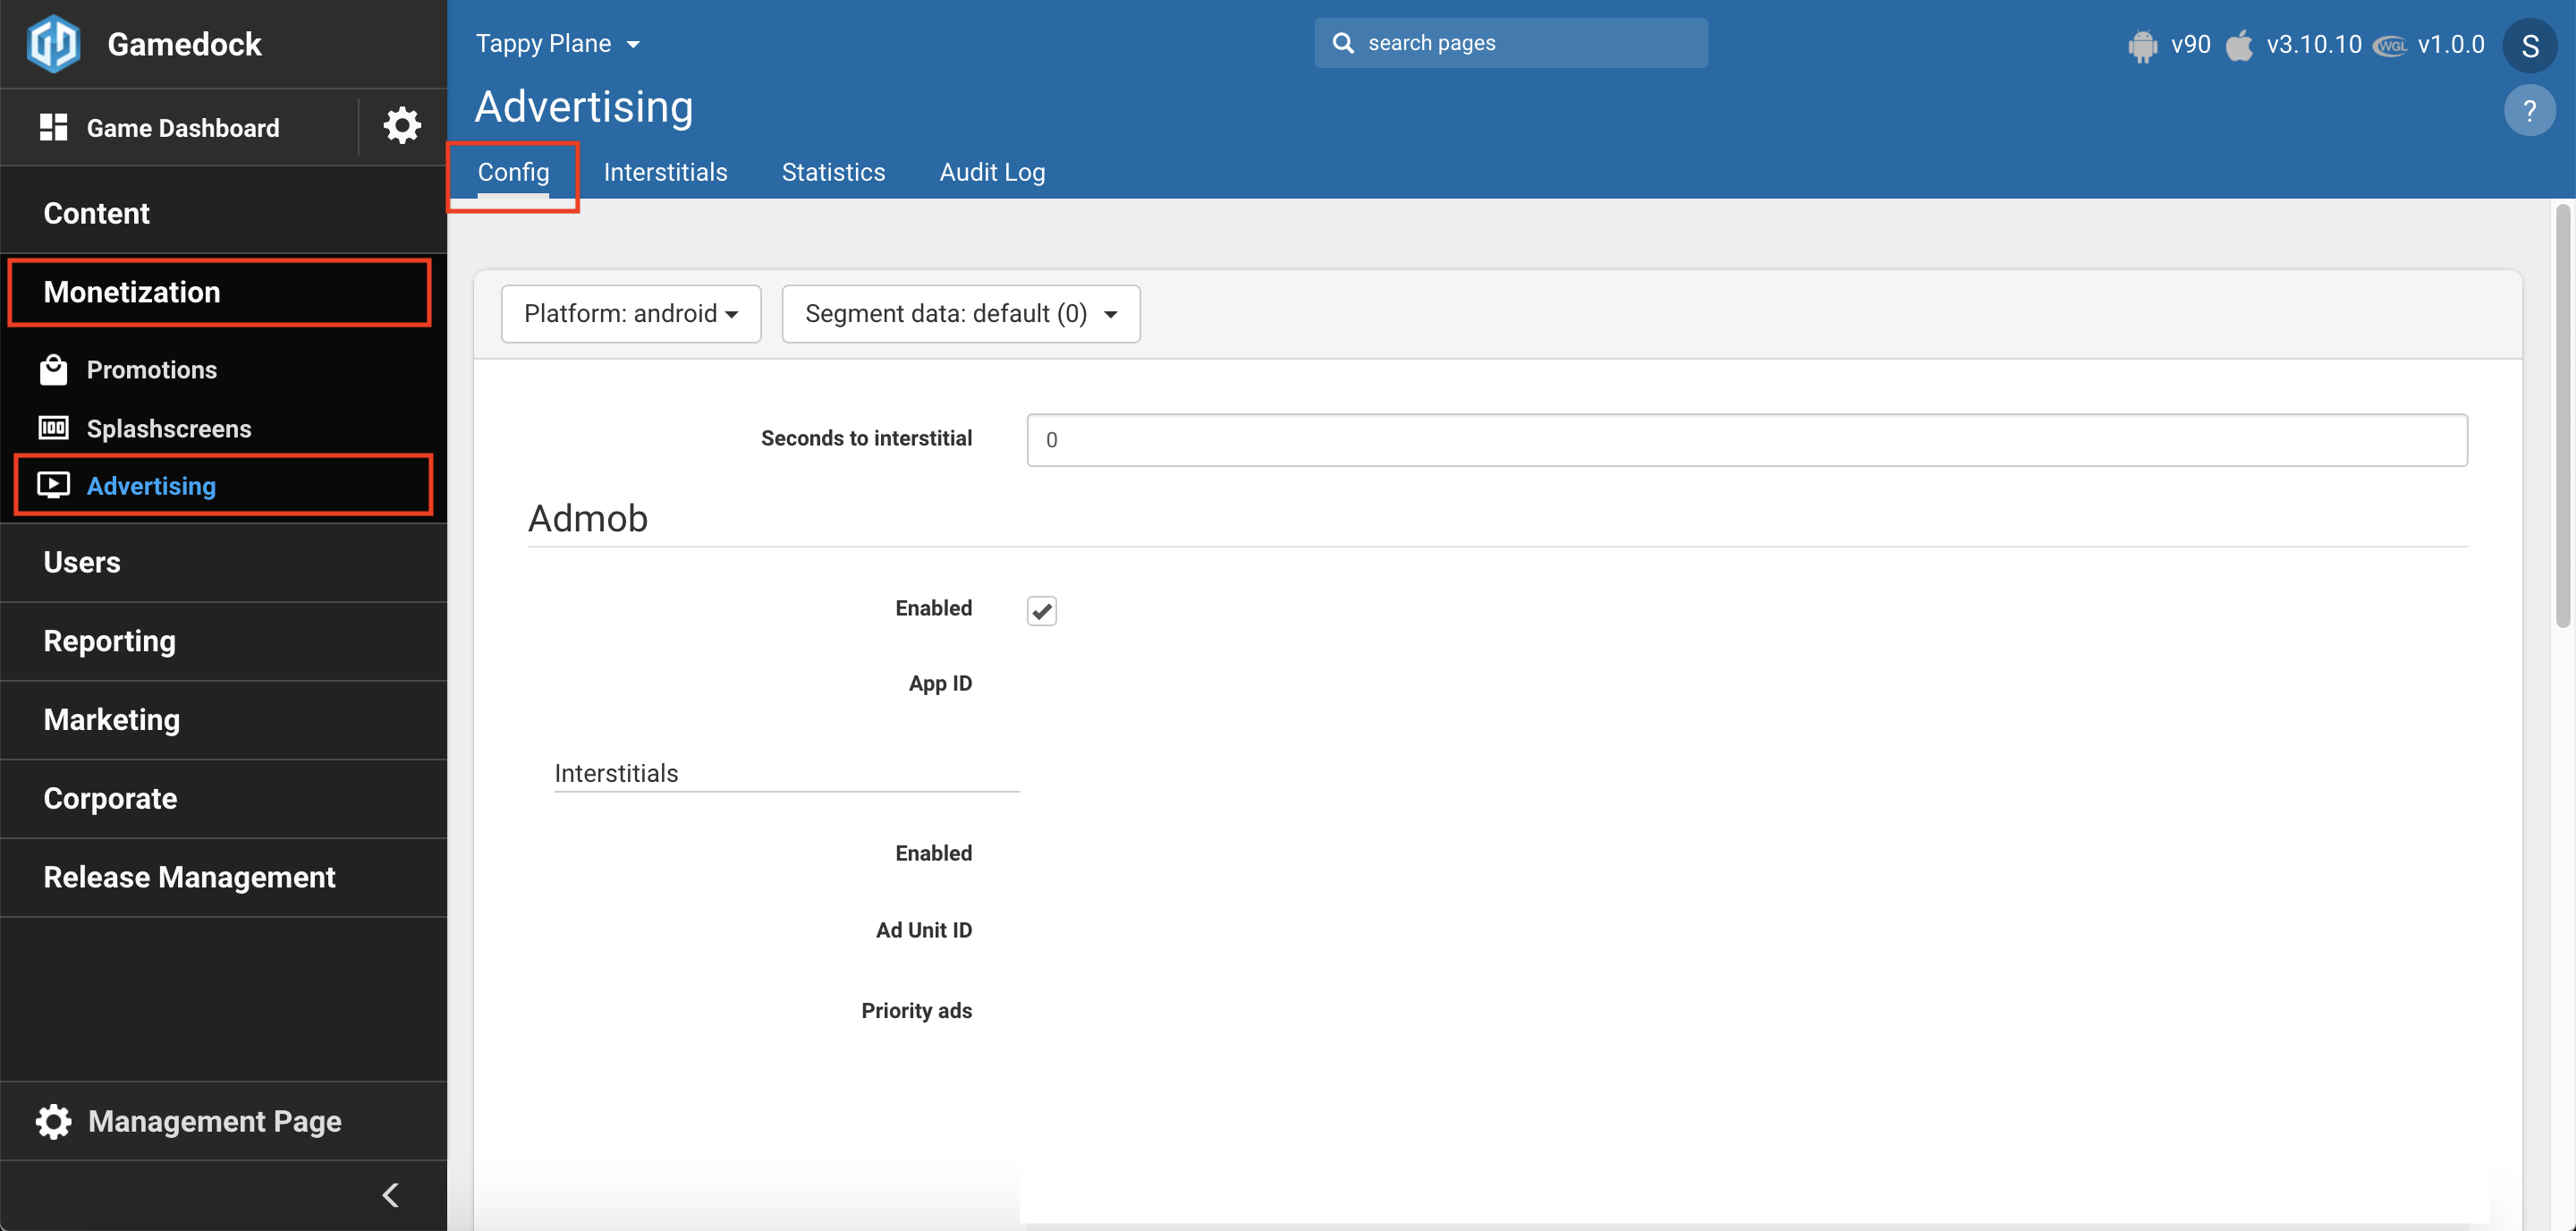 Gamedock
Game Dashboard
Content
Monetization
Promotions
Splashscreens
Advertising
Users
Reporting
Marketing
Corporate
Release Management
Management Page
Tappy Plane
search pages
v90 v3.10.10 WGL v1.0.0 S
?
Advertising
Config Interstitials Statistics Audit Log
Platform: android Segment data: default (0)
Seconds to interstitial 0
Admob
Enabled
App ID
Interstitials
Enabled
Ad Unit ID
Priority ads